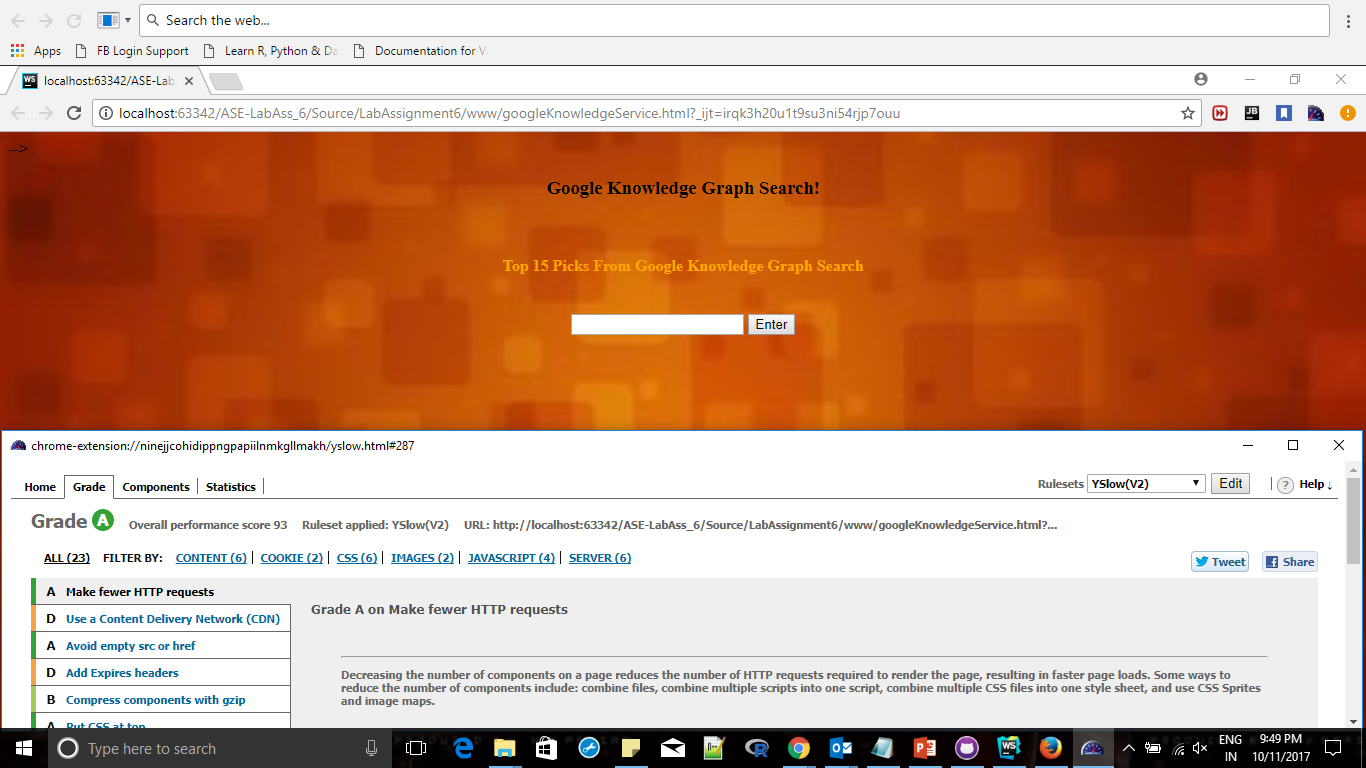 Search the web...
Apps FB Login Support Learn R, Python & Da Documentation for V
WS localhost:63342/ASE-Lab
localhost:63342/ASE-LabAss_6/Source/LabAssignment6/www/googleKnowledgeService.html?_ijt=irqk3h20u1t9su3ni54rjp7ouu
JB
-->
Google Knowledge Graph Search!
Top 15 Picks From Google Knowledge Graph Search
Enter
chrome-extension://ninejjcohidippngpapiilnmkgllmakh/yslow.html#287
Home Grade Components Statistics Rulesets YSlow(V2) Edit ? Help ↓
Grade A Overall performance score 93 Ruleset applied: YSlow(V2) URL: http://localhost:63342/ASE-LabAss_6/Source/LabAssignment6/www/googleKnowledgeService.html?...
ALL (23) FILTER BY: CONTENT (6) COOKIE (2) CSS (6) IMAGES (2) JAVASCRIPT (4) SERVER (6)
Tweet Share
A Make fewer HTTP requests
D Use a Content Delivery Network (CDN)
A Avoid empty src or href
D Add Expires headers
B Compress components with gzip
A Put CSS at top
Grade A on Make fewer HTTP requests
Decreasing the number of components on a page reduces the number of HTTP requests required to render the page, resulting in faster page loads. Some ways to
reduce the number of components include: combine files, combine multiple scripts into one script, combine multiple CSS files into one style sheet, and use CSS Sprites
and image maps.
Type here to search
ENG
IN
9:49 PM
10/11/2017